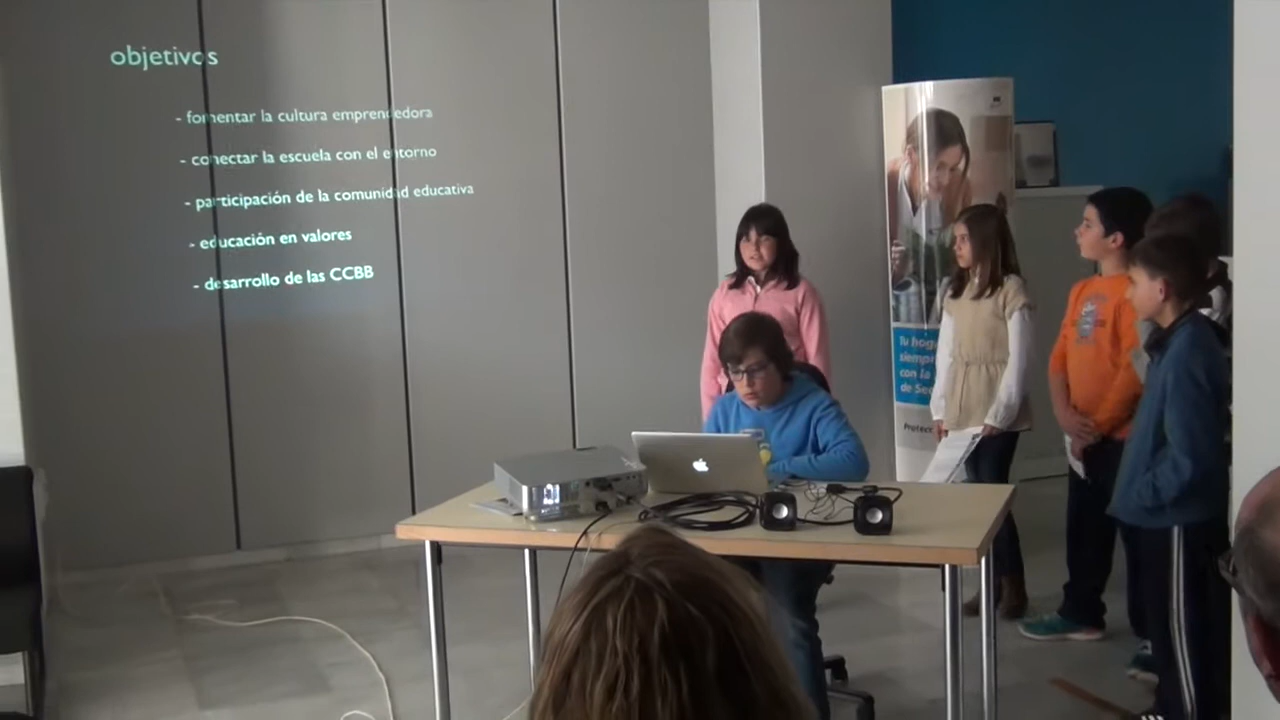 objetivos
- fomentar la cultura emprendedora
- conectar la escuela con el entorno
- participación de la comunidad educativa
- educación en valores
- desarrollo de las CCBB
Tu hogar
siempre
con la
de Se
Protec